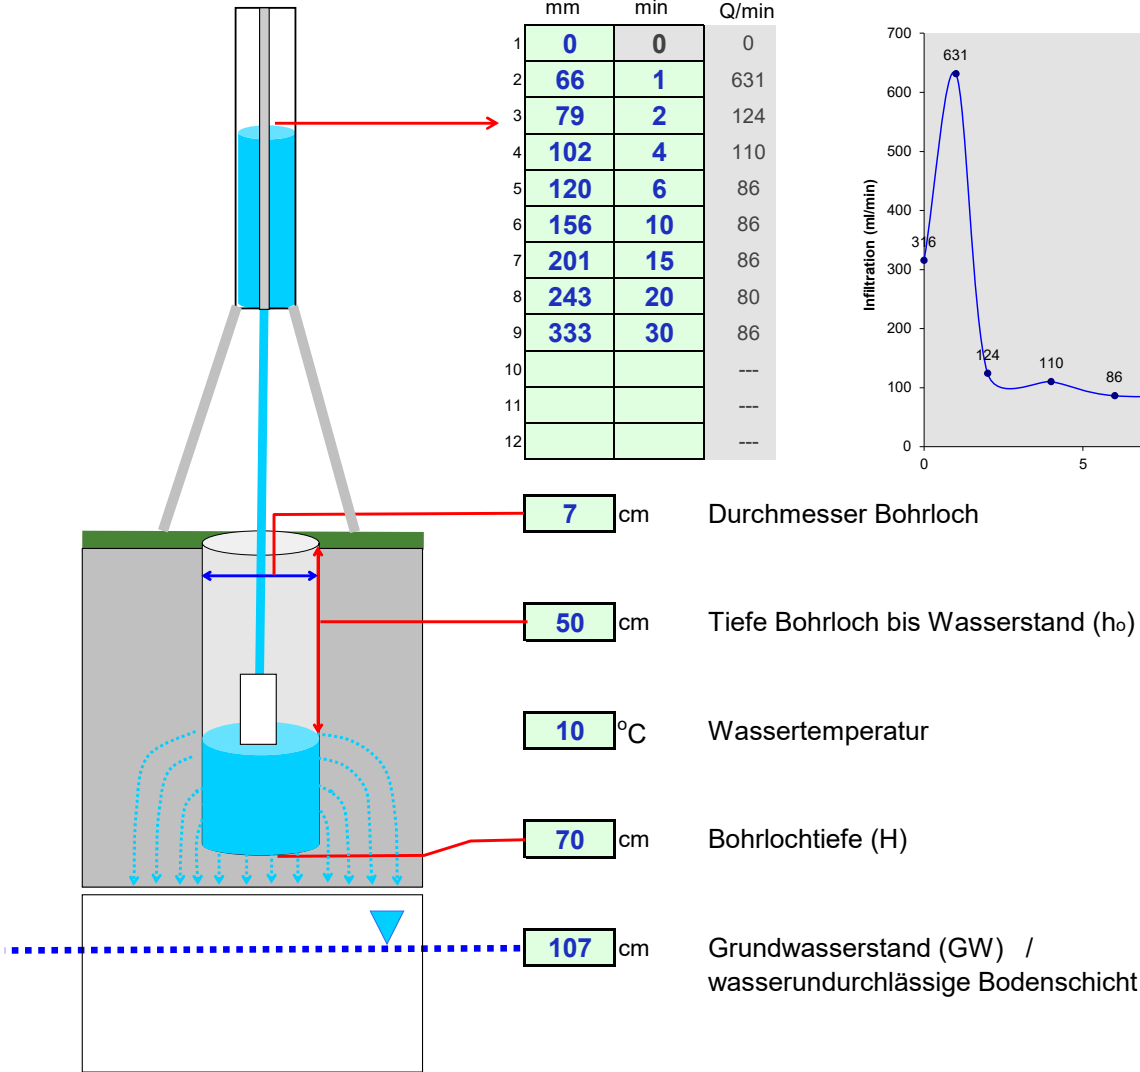 mm min Q/min
1 0 0 0
2 66 1 631
3 79 2 124
4 102 4 110
5 120 6 86
6 156 10 86
7 201 15 86
8 243 20 80
9 333 30 86
10 ---
11 ---
12 ---
Infiltration (ml/min)
700
600
500
400
300
200
100
0
0 5
316
631
124
110
86
7 cm Durchmesser Bohrloch
50 cm Tiefe Bohrloch bis Wasserstand (ho)
10 °C Wassertemperatur
70 cm Bohrlochtiefe (H)
107 cm Grundwasserstand (GW) /
wasserundurchlässige Bodenschicht